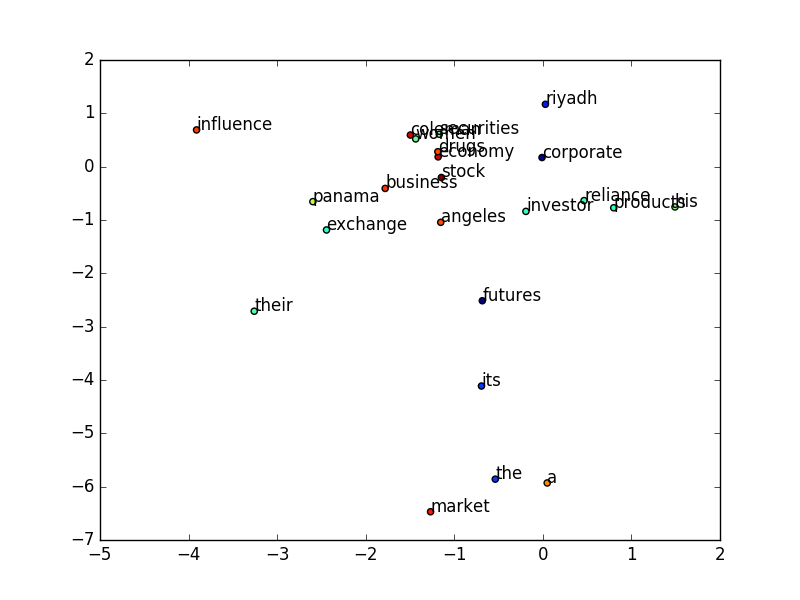 2
1
0
−1
−2
−3
−4
−5
−6
−7
−5
−4
−3
−2
−1
0
1
2
riyadh
influence
securities
women
drugs
economy
corporate
stock
business
panama
reliance
products
his
investor
angeles
exchange
futures
their
its
the
a
market